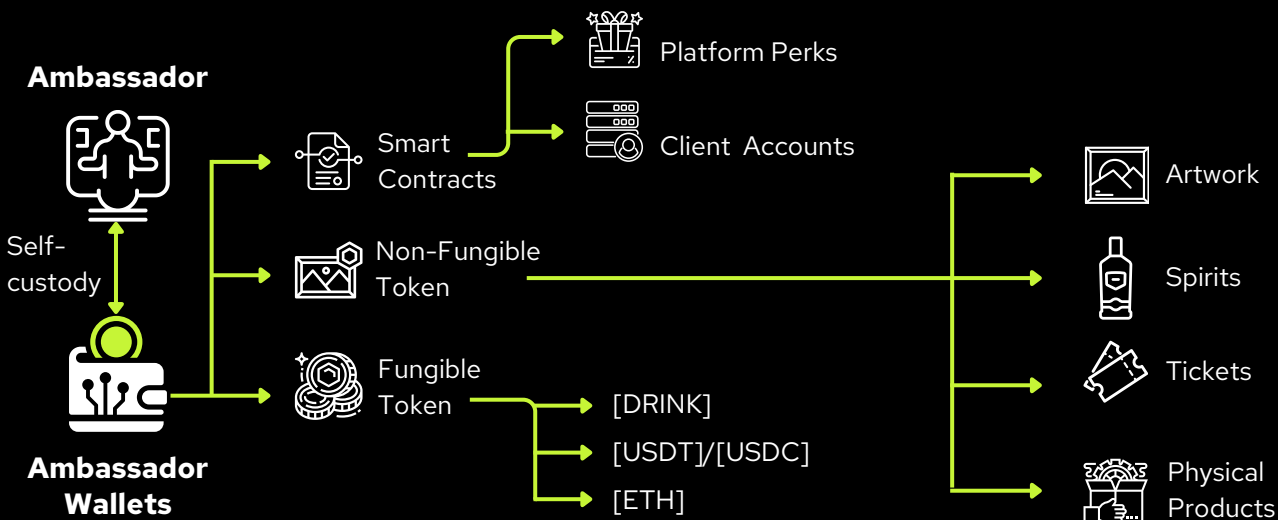 Ambassador
Self-
custody
Ambassador
Wallets
Smart
Contracts
Platform Perks
Client Accounts
Non-Fungible
Token
Artwork
Spirits
Tickets
Physical
Products
Fungible
Token
[DRINK]
[USDT]/[USDC]
[ETH]